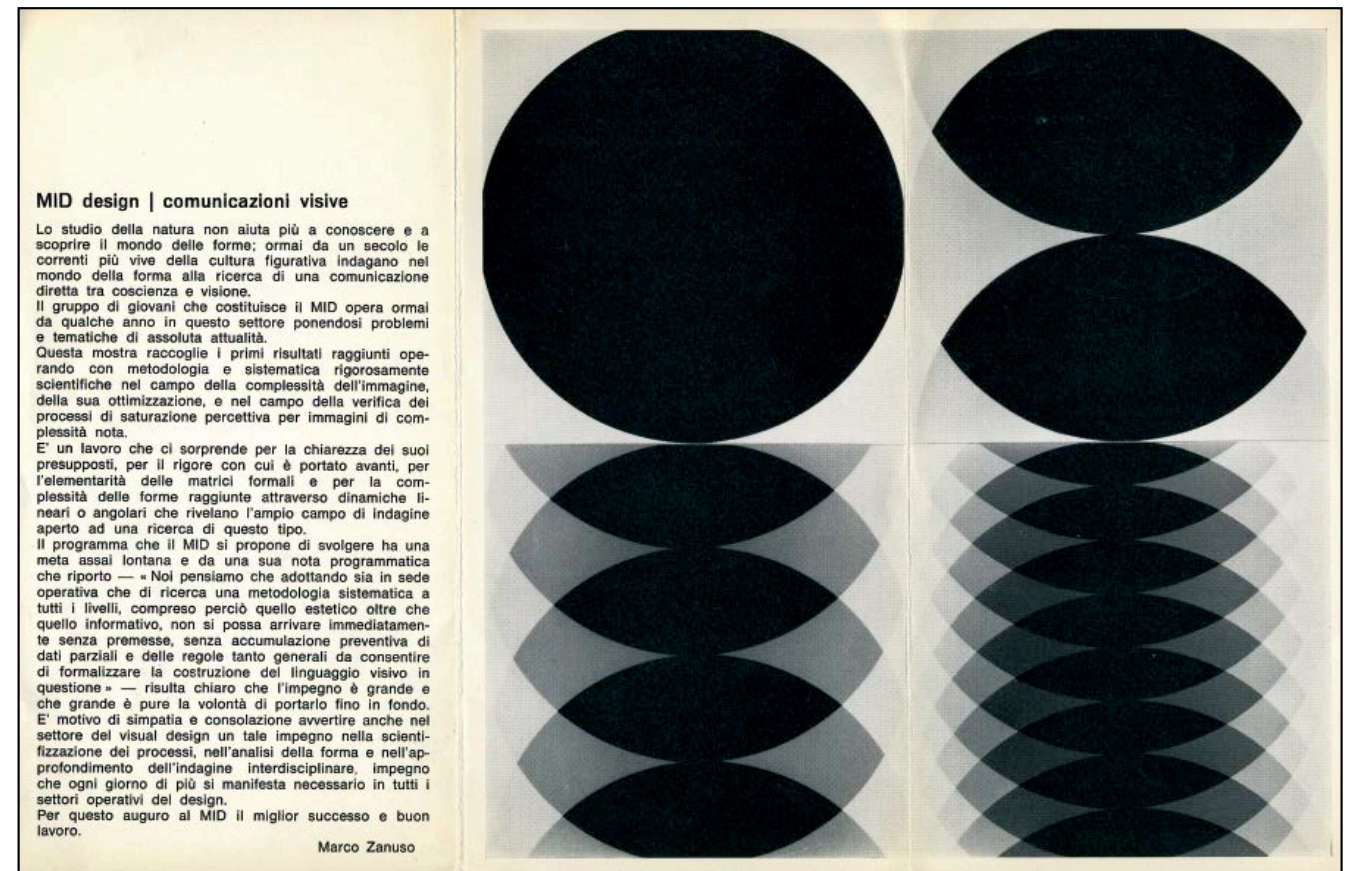 MID design | comunicazioni visive
Lo studio della natura non aiuta più a conoscere e a
scoprire il mondo delle forme; ormai da un secolo le
correnti più vive della cultura figurativa indagano nel
mondo della forma alla ricerca di una comunicazione
diretta tra coscienza e visione.
Il gruppo di giovani che costituisce il MID opera ormai
da qualche anno in questo settore ponendosi problemi
e tematiche di assoluta attualità.
Questa mostra raccoglie i primi risultati raggiunti ope-
rando con metodologia e sistematica rigorosamente
scientifiche nel campo della complessità dell'immagine,
della sua ottimizzazione, e nel campo della verifica dei
processi di saturazione percettiva per immagini di com-
plessità nota.
E' un lavoro che ci sorprende per la chiarezza dei suoi
presupposti, per il rigore con cui è portato avanti, per
l'elementarità delle matrici formali e per la com-
plessità delle forme raggiunte attraverso dinamiche li-
neari o angolari che rivelano l'ampio campo di indagine
aperto ad una ricerca di questo tipo.
Il programma che il MID si propone di svolgere ha una
meta assai lontana e da una sua nota programmatica
che riporto — « Noi pensiamo che adottando sia in sede
operativa che di ricerca una metodologia sistematica a
tutti i livelli, compreso perciò quello estetico oltre che
quello informativo, non si possa arrivare immediatamen-
te senza premesse, senza accumulazione preventiva di
dati parziali e delle regole tanto generali da consentire
di formalizzare la costruzione del linguaggio visivo in
questione » — risulta chiaro che l'impegno è grande e
che grande è pure la volontà di portarlo fino in fondo.
E' motivo di simpatia e consolazione avvertire anche nel
settore del visual design un tale impegno nella scienti-
fizzazione dei processi, nell'analisi della forma e nell'ap-
profondimento dell'indagine interdisciplinare, impegno
che ogni giorno di più si manifesta necessario in tutti i
settori operativi del design.
Per questo auguro al MID il miglior successo e buon
lavoro.
Marco Zanuso